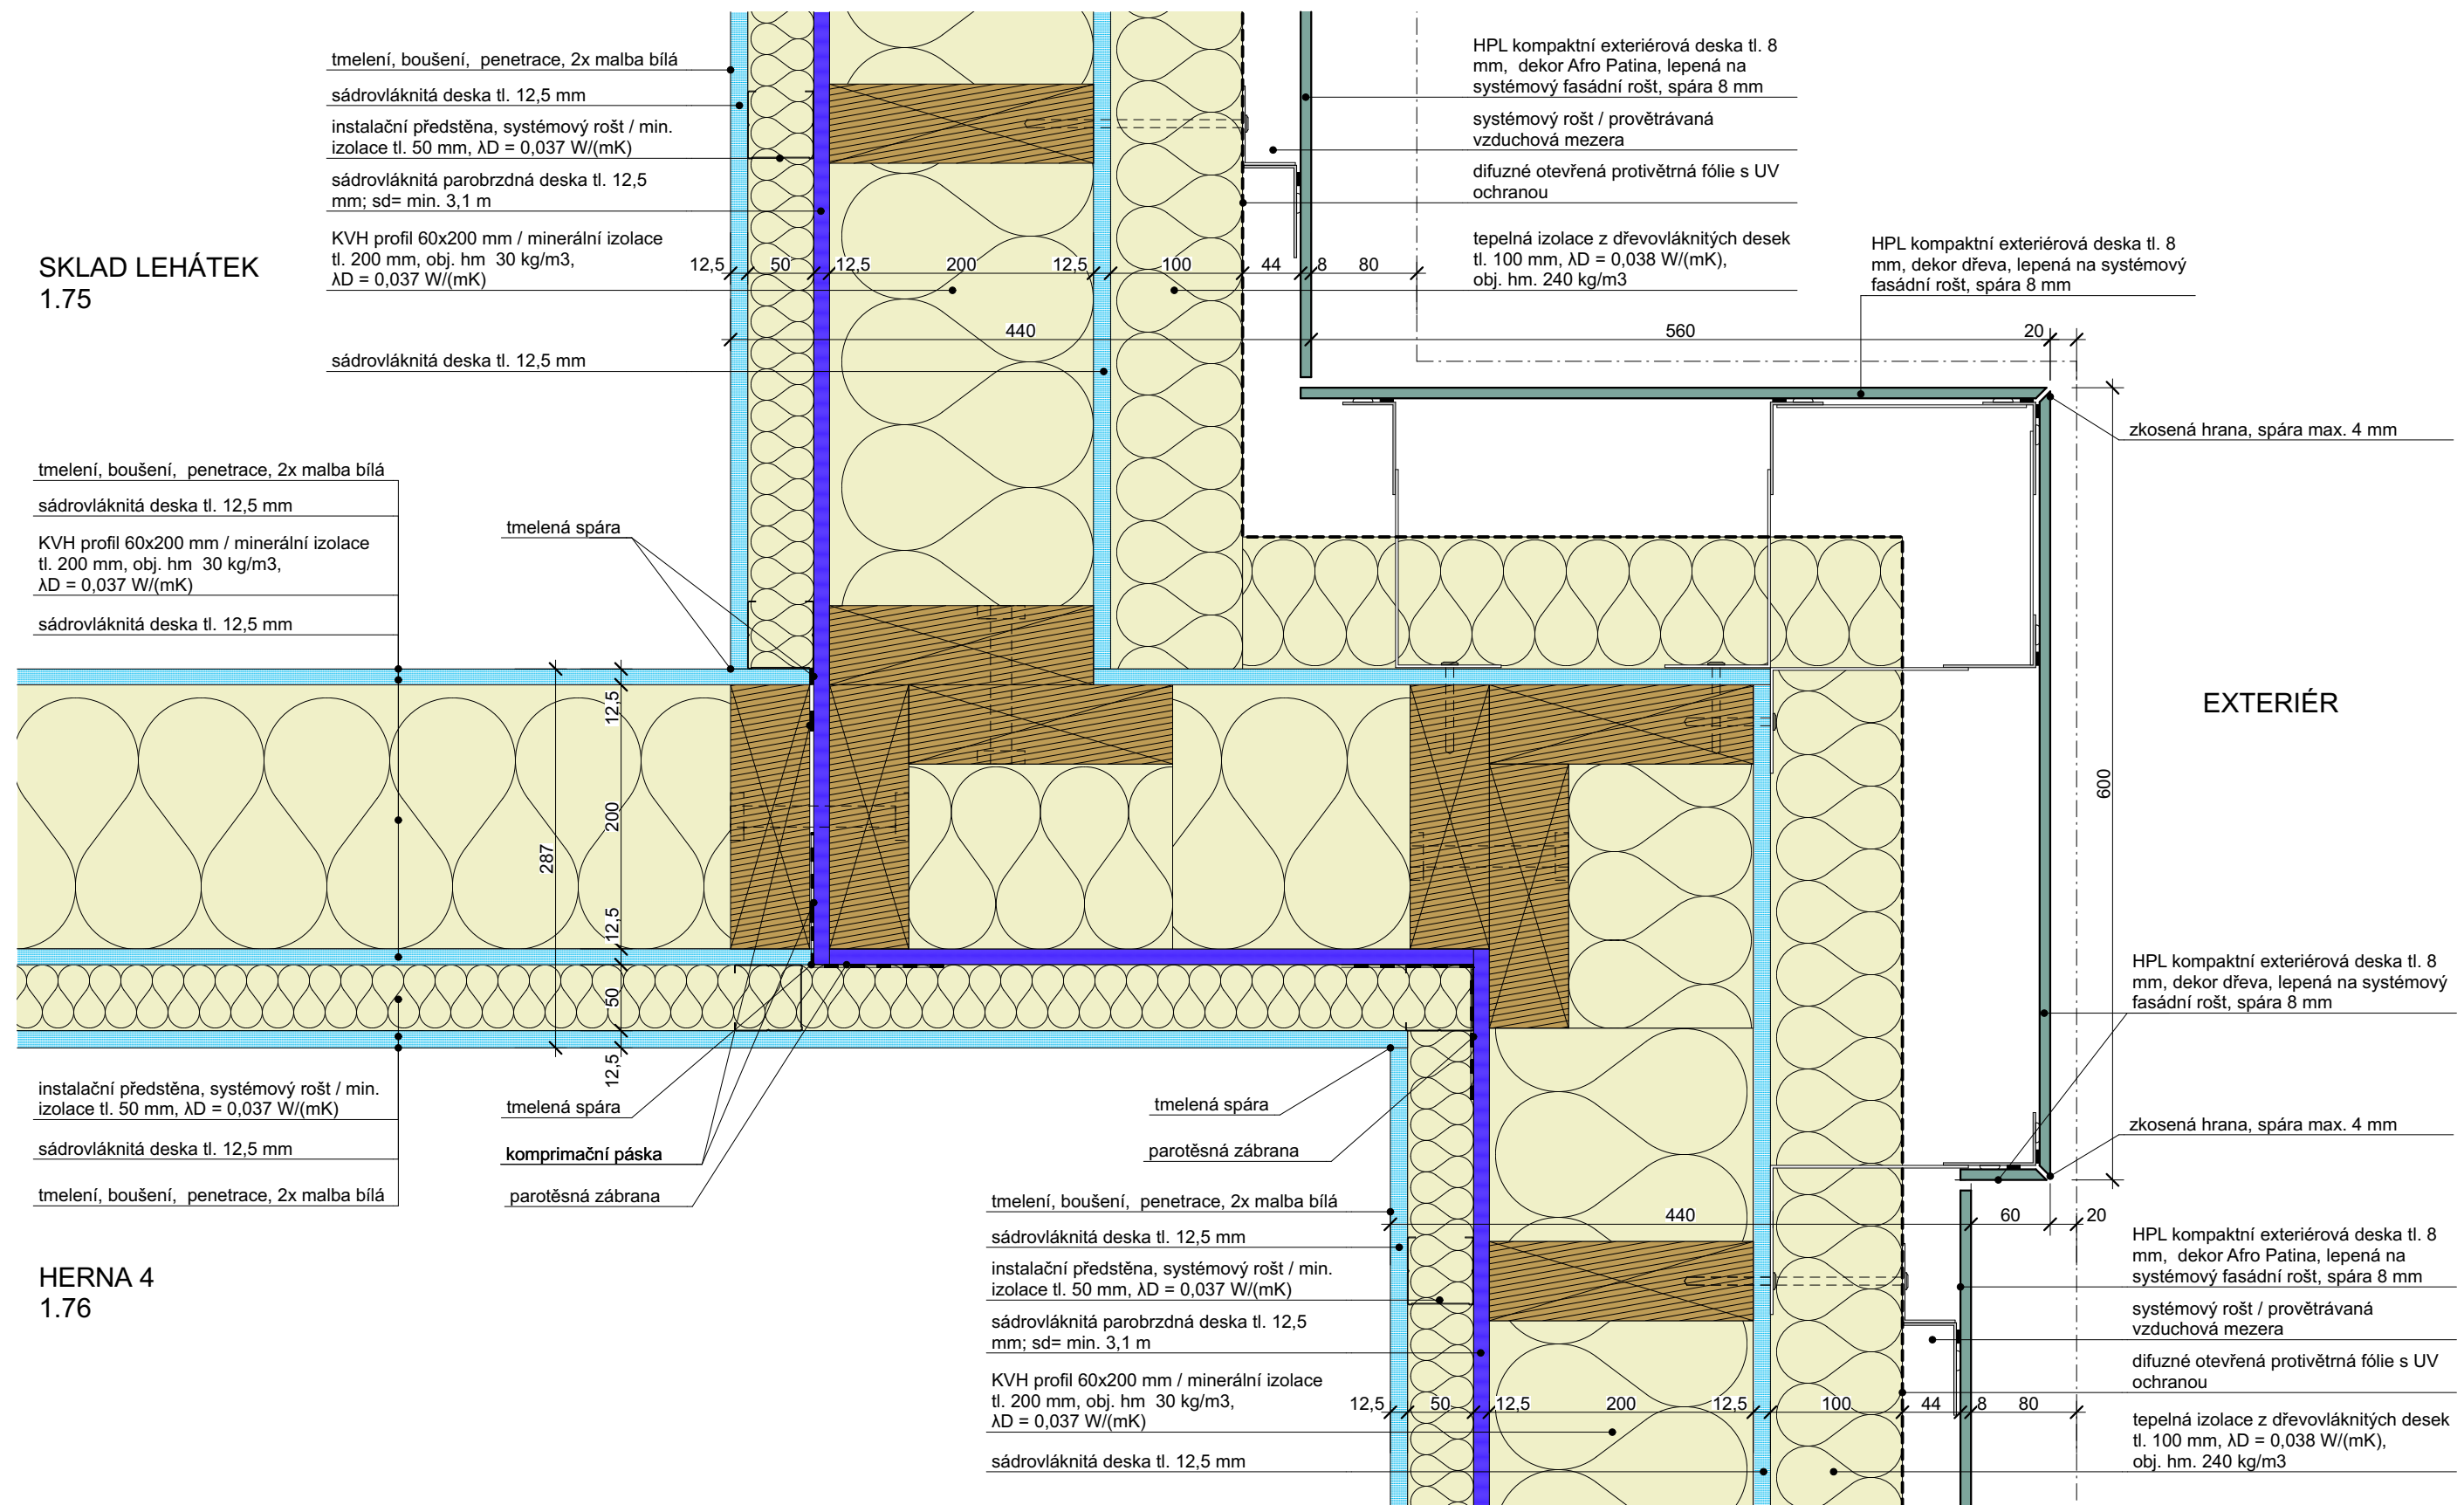 tmelení, boušení,  penetrace, 2x malba bílá
sádrovláknitá deska tl. 12,5 mm
instalační předstěna, systémový rošt / min.
izolace tl. 50 mm, λD = 0,037 W/(mK)
sádrovláknitá parobrzdná deska tl. 12,5
mm; sd= min. 3,1 m
KVH profil 60x200 mm / minerální izolace
tl. 200 mm, obj. hm  30 kg/m3,
λD = 0,037 W/(mK)
sádrovláknitá deska tl. 12,5 mm
SKLAD LEHÁTEK
1.75
12,5
50
12,5
200
12,5
100
44
8
80
440
560
20
HPL kompaktní exteriérová deska tl. 8
mm,  dekor Afro Patina, lepená na
systémový fasádní rošt, spára 8 mm
systémový rošt / provětrávaná
vzduchová mezera
difuzné otevřená protivětrná fólie s UV
ochranou
tepelná izolace z dřevovláknitých desek
tl. 100 mm, λD = 0,038 W/(mK),
obj. hm. 240 kg/m3
HPL kompaktní exteriérová deska tl. 8
mm, dekor dřeva, lepená na systémový
fasádní rošt, spára 8 mm
zkosená hrana, spára max. 4 mm
tmelení, boušení,  penetrace, 2x malba bílá
sádrovláknitá deska tl. 12,5 mm
KVH profil 60x200 mm / minerální izolace
tl. 200 mm, obj. hm  30 kg/m3,
λD = 0,037 W/(mK)
sádrovláknitá deska tl. 12,5 mm
tmelená spára
12,5
200
287
12,5
50
12,5
EXTERIÉR
600
HPL kompaktní exteriérová deska tl. 8
mm, dekor dřeva, lepená na systémový
fasádní rošt, spára 8 mm
zkosená hrana, spára max. 4 mm
instalační předstěna, systémový rošt / min.
izolace tl. 50 mm, λD = 0,037 W/(mK)
sádrovláknitá deska tl. 12,5 mm
tmelení, boušení,  penetrace, 2x malba bílá
tmelená spára
komprimační páska
parotěsná zábrana
tmelená spára
parotěsná zábrana
HERNA 4
1.76
tmelení, boušení,  penetrace, 2x malba bílá
sádrovláknitá deska tl. 12,5 mm
instalační předstěna, systémový rošt / min.
izolace tl. 50 mm, λD = 0,037 W/(mK)
sádrovláknitá parobrzdná deska tl. 12,5
mm; sd= min. 3,1 m
KVH profil 60x200 mm / minerální izolace
tl. 200 mm, obj. hm  30 kg/m3,
λD = 0,037 W/(mK)
sádrovláknitá deska tl. 12,5 mm
440
60
20
12,5
50
12,5
200
12,5
100
44
8
80
HPL kompaktní exteriérová deska tl. 8
mm,  dekor Afro Patina, lepená na
systémový fasádní rošt, spára 8 mm
systémový rošt / provětrávaná
vzduchová mezera
difuzné otevřená protivětrná fólie s UV
ochranou
tepelná izolace z dřevovláknitých desek
tl. 100 mm, λD = 0,038 W/(mK),
obj. hm. 240 kg/m3